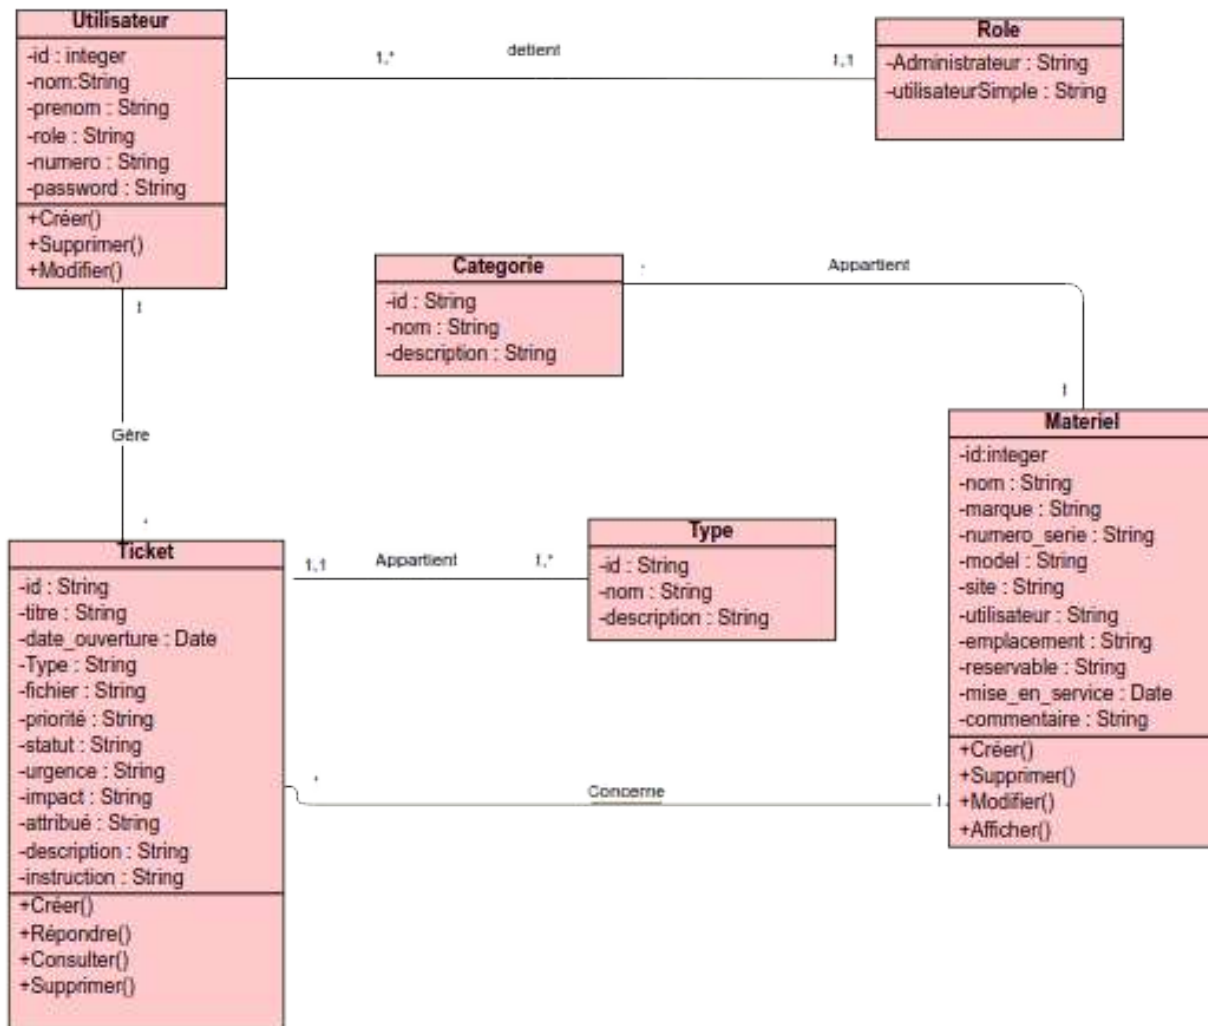 Utilisateur
-id : integer
-nom:String
-prenom : String
-role : String
-numero : String
-password : String
+Créer()
+Supprimer()
+Modifier()
1,*
detient
1,1
Role
-Administrateur : String
-utilisateurSimple : String
Categorie
-id : String
-nom : String
-description : String
*
Appartient
1
1
Gère
*
Materiel
-id:integer
-nom : String
-marque : String
-numero_serie : String
-model : String
-site : String
-utilisateur : String
-emplacement : String
-reservable : String
-mise_en_service : Date
-commentaire : String
+Créer()
+Supprimer()
+Modifier()
+Afficher()
Ticket
-id : String
-titre : String
-date_ouverture : Date
-Type : String
-fichier : String
-priorité : String
-statut : String
-urgence : String
-impact : String
-attribué : String
-description : String
-instruction : String
+Créer()
+Répondre()
+Consulter()
+Supprimer()
1,1
Appartient
1,*
Type
-id : String
-nom : String
-description : String
*
Concerne
1